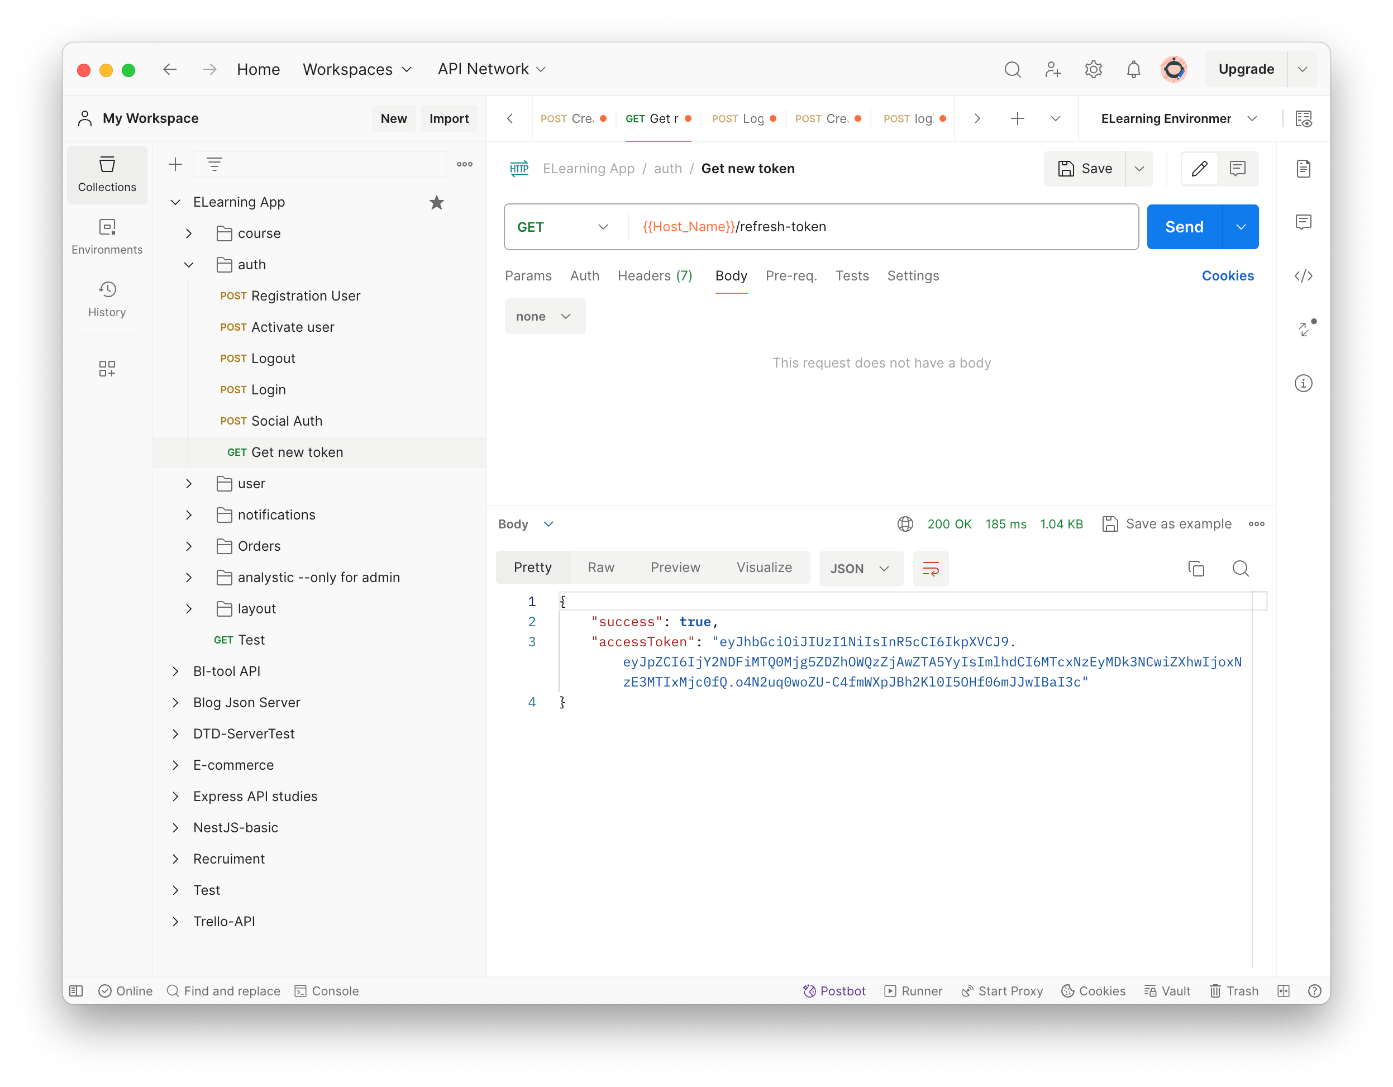 Home Workspaces API Network Upgrade
My Workspace New Import
POST Cre. GET Get r POST Log POST Cre. POST log ELearning Environmer
Collections
Environments
History
ELearning App
course
auth
POST Registration User
POST Activate user
POST Logout
POST Login
POST Social Auth
GET Get new token
user
notifications
Orders
analystic --only for admin
layout
GET Test
BI-tool API
Blog Json Server
DTD-ServerTest
E-commerce
Express API studies
NestJS-basic
Recruiment
Test
Trello-API
HTTP ELearning App / auth / Get new token Save
GET {{Host_Name}}/refresh-token Send
Params Auth Headers (7) Body Pre-req. Tests Settings Cookies
none
This request does not have a body
Body 200 OK 185 ms 1.04 KB Save as example
Pretty Raw Preview Visualize JSON
1 {
2 "success": true,
3 "accessToken": "eyJhbGciOiJIUzI1NiIsInR5cCI6IkpXVCJ9.
eyJpZCI6IjY2NDFiMTQ0Mjg5ZDZhOWQzZjAwZTA5YyIsImlhdCI6MTcxNzEyMDk3NCwiZXhwIjoxN
zE3MTIxMjc0fQ.o4N2uq0woZU-C4fmWXpJBh2Kl0I5OHf06mJJwIBaI3c"
4 }
Online Find and replace Console Postbot Runner Start Proxy Cookies Vault Trash